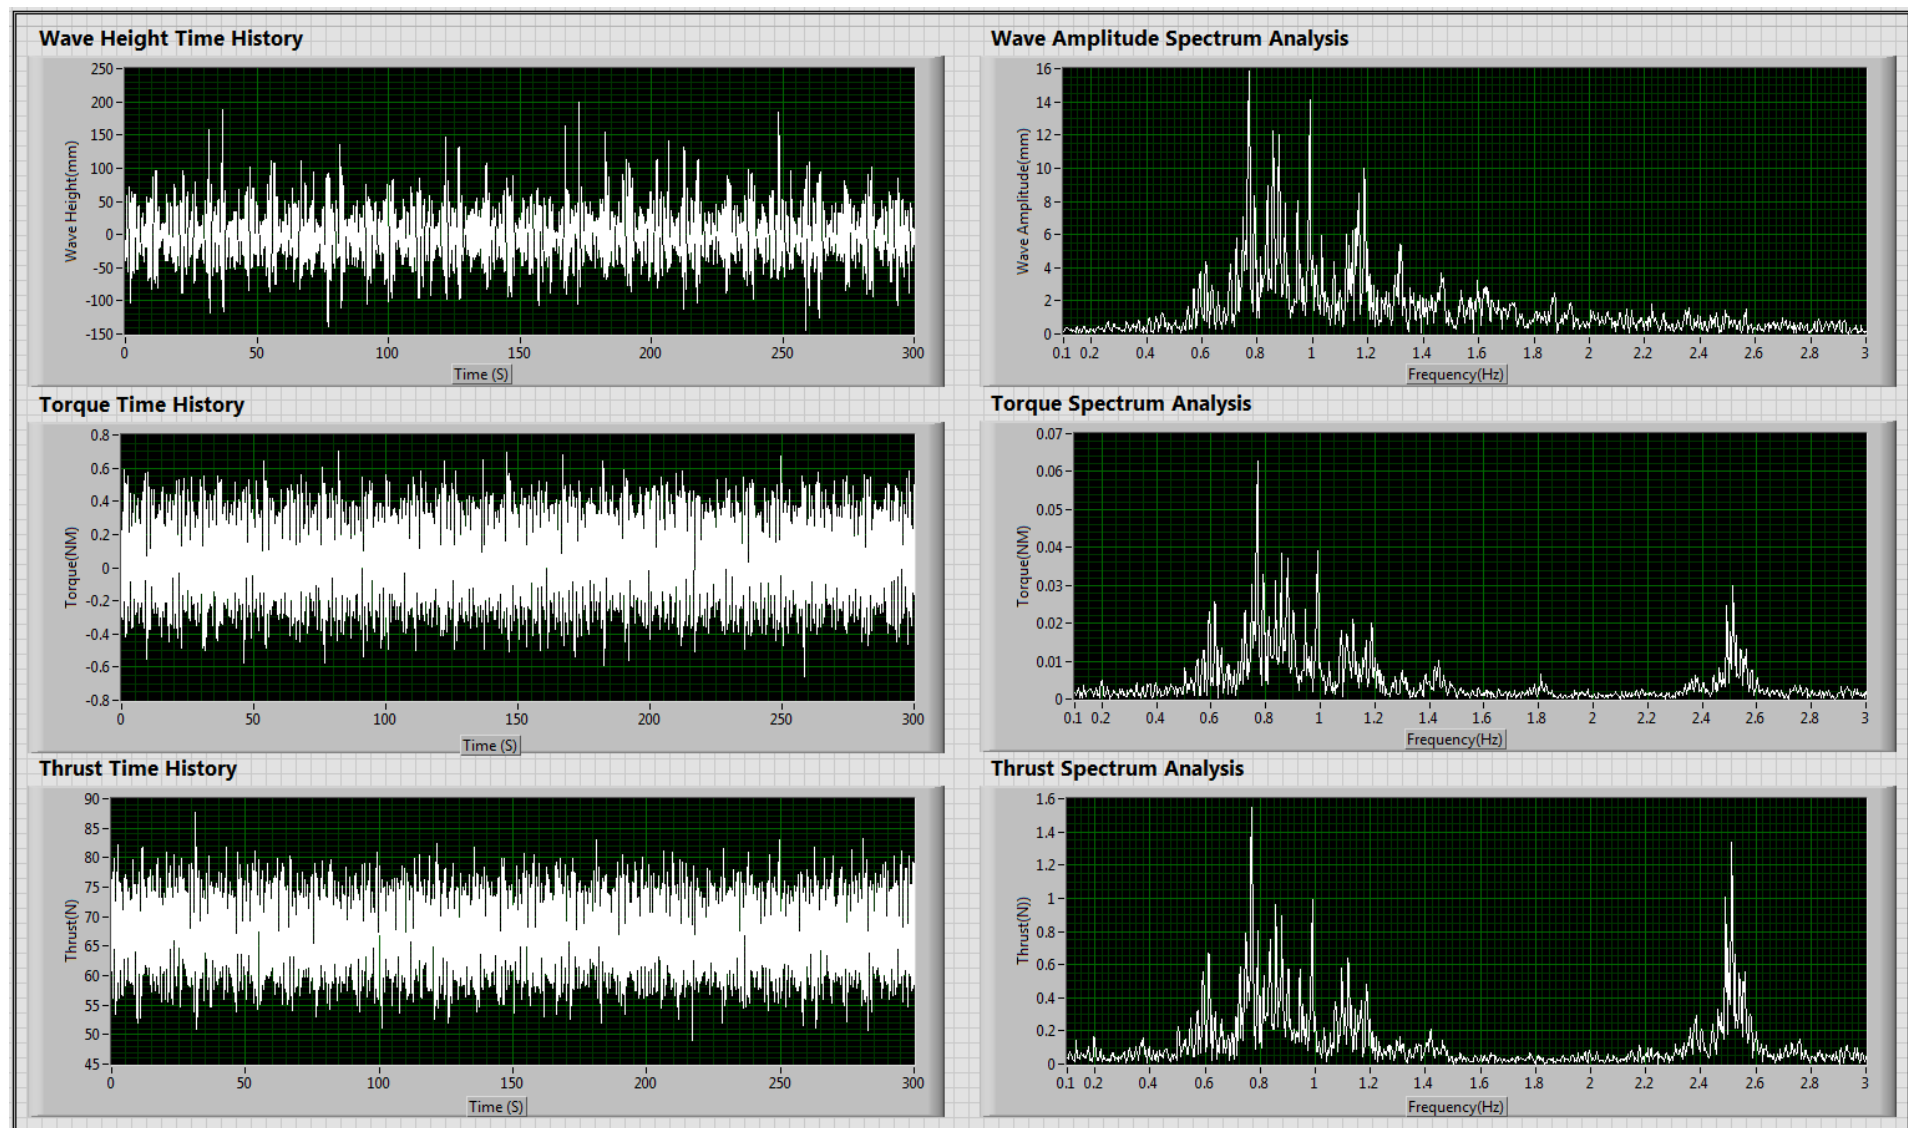 Wave Height Time History
Wave Height(mm)
250
200
150
100
50
0
-50
-100
-150
0 50 100 150 200 250 300
Time (S)
Wave Amplitude Spectrum Analysis
Wave Amplitude(mm)
16
14
12
10
8
6
4
2
0
0.1 0.2 0.4 0.6 0.8 1 1.2 1.4 1.6 1.8 2 2.2 2.4 2.6 2.8 3
Frequency(Hz)
Torque Time History
Torque(NM)
0.8
0.6
0.4
0.2
0
-0.2
-0.4
-0.6
-0.8
0 50 100 150 200 250 300
Time (S)
Torque Spectrum Analysis
Torque(NM)
0.07
0.06
0.05
0.04
0.03
0.02
0.01
0
0.1 0.2 0.4 0.6 0.8 1 1.2 1.4 1.6 1.8 2 2.2 2.4 2.6 2.8 3
Frequency(Hz)
Thrust Time History
Thrust(N)
90
85
80
75
70
65
60
55
50
45
0 50 100 150 200 250 300
Time (S)
Thrust Spectrum Analysis
Thrust(N))
1.6
1.4
1.2
1
0.8
0.6
0.4
0.2
0
0.1 0.2 0.4 0.6 0.8 1 1.2 1.4 1.6 1.8 2 2.2 2.4 2.6 2.8 3
Frequency(Hz)